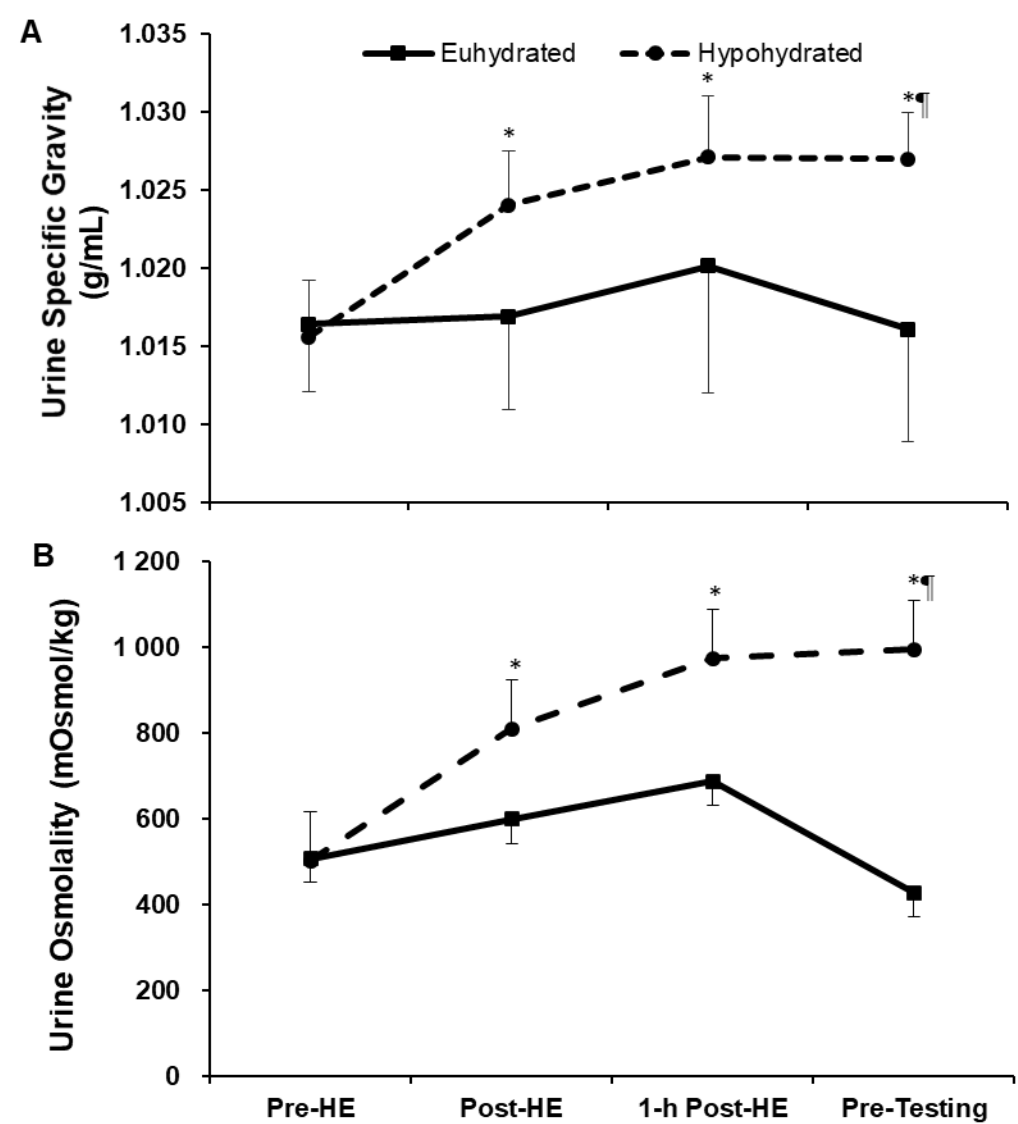 A
Euhydrated
Hypohydrated
1.035
1.030
1.025
1.020
1.015
1.010
1.005
Urine Specific Gravity
(g/mL)
*
*
*¶
B
1 200
1 000
800
600
400
200
0
Urine Osmolality (mOsmol/kg)
*
*
*¶
Pre-HE
Post-HE
1-h Post-HE
Pre-Testing